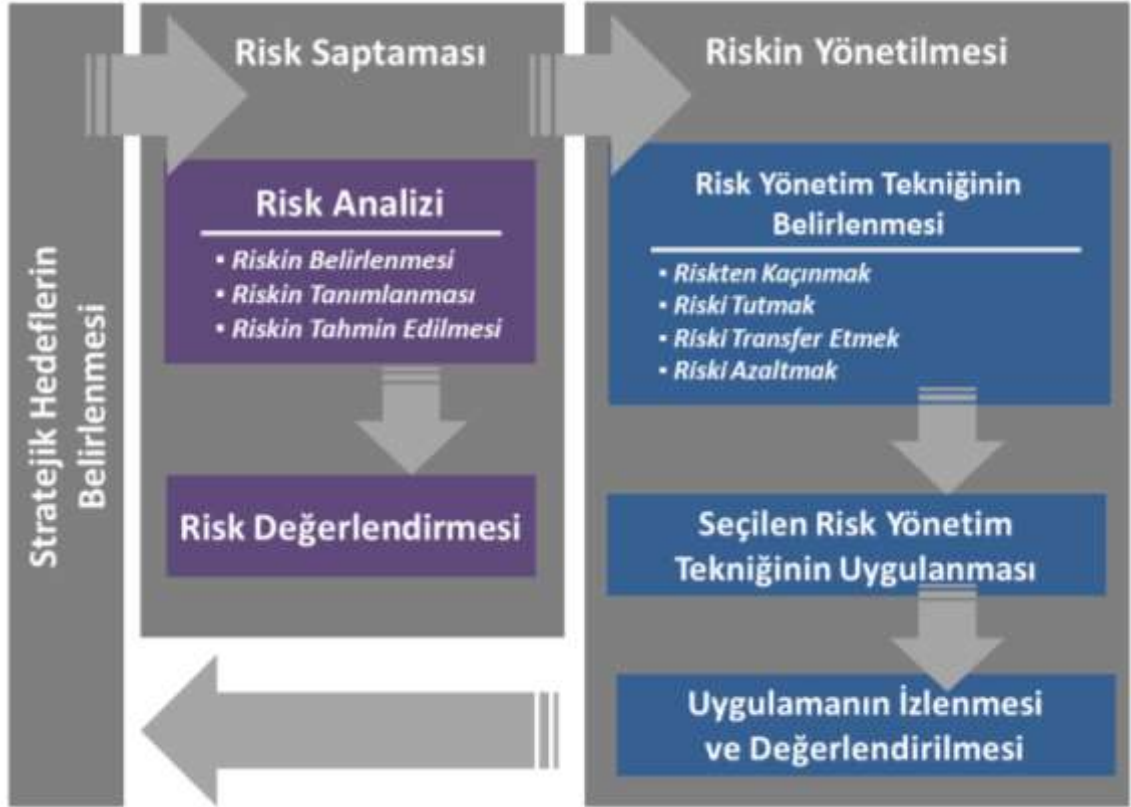 Stratejik Hedeflerin
Belirlenmesi
Risk Saptaması
Risk Analizi
▪ Riskin Belirlenmesi
▪ Riskin Tanımlanması
▪ Riskin Tahmin Edilmesi
Risk Değerlendirmesi
Riskin Yönetilmesi
Risk Yönetim Tekniğinin
Belirlenmesi
▪ Riskten Kaçınmak
▪ Riski Tutmak
▪ Riski Transfer Etmek
▪ Riski Azaltmak
Seçilen Risk Yönetim
Tekniğinin Uygulanması
Uygulamanın İzlenmesi
ve Değerlendirilmesi